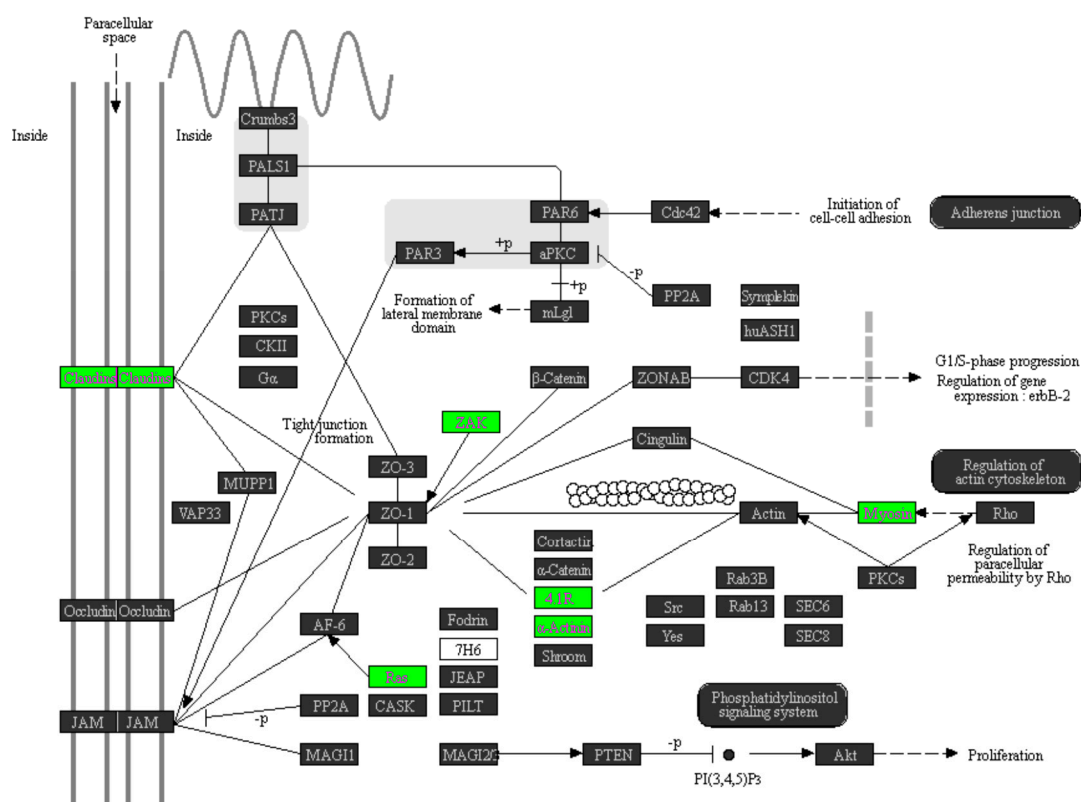 Paracellular
space
Inside
Inside
Crumbs3
PALS1
PATJ
PAR6
Cdc42
Initiation of
cell-cell adhesion
Adherens junction
PAR3
+p
aPKC
-p
+p
PP2A
Symplekin
Formation of
lateral membrane
domain
mLgl
huASH1
PKCs
CKII
Gα
Claudins
Claudins
β-Catenin
ZONAB
CDK4
G1/S-phase progression
Regulation of gene
expression : erbB-2
Tight junction
formation
ZAK
Cingulin
ZO-3
MUPP1
VAP33
ZO-1
Actin
Myosin
Rho
Regulation of
actin cytoskeleton
ZO-2
Cortactin
α-Catenin
4.1R
α-Actinin
Shroom
Rab3B
Rab13
Src
Yes
SEC6
SEC8
PKCs
Regulation of
paracellular
permeability by Rho
Occludin
Occludin
AF-6
Fodrin
7H6
Ras
JEAP
PP2A
CASK
PILT
-p
JAM
JAM
MAGI1
Phosphatidylinositol
signaling system
MAGI2/3
PTEN
-p
PI(3,4,5)P3
Akt
Proliferation